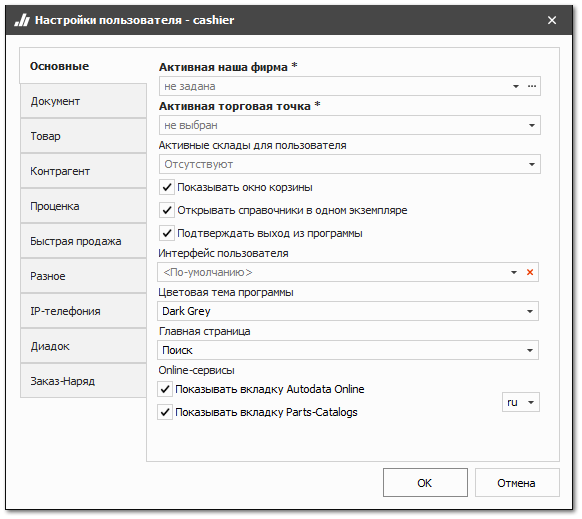 Настройки пользователя - cashier
Основные
Документ
Товар
Контрагент
Проценка
Быстрая продажа
Разное
IP-телефония
Диадок
Заказ-Наряд
Активная наша фирма *
не задана
Активная торговая точка *
не выбран
Активные склады для пользователя
Отсутствуют
Показывать окно корзины
Открывать справочники в одном экземпляре
Подтверждать выход из программы
Интерфейс пользователя
<По-умолчанию>
Цветовая тема программы
Dark Grey
Главная страница
Поиск
Online-сервисы
Показывать вкладку Autodata Online
ru
Показывать вкладку Parts-Catalogs
OK
Отмена